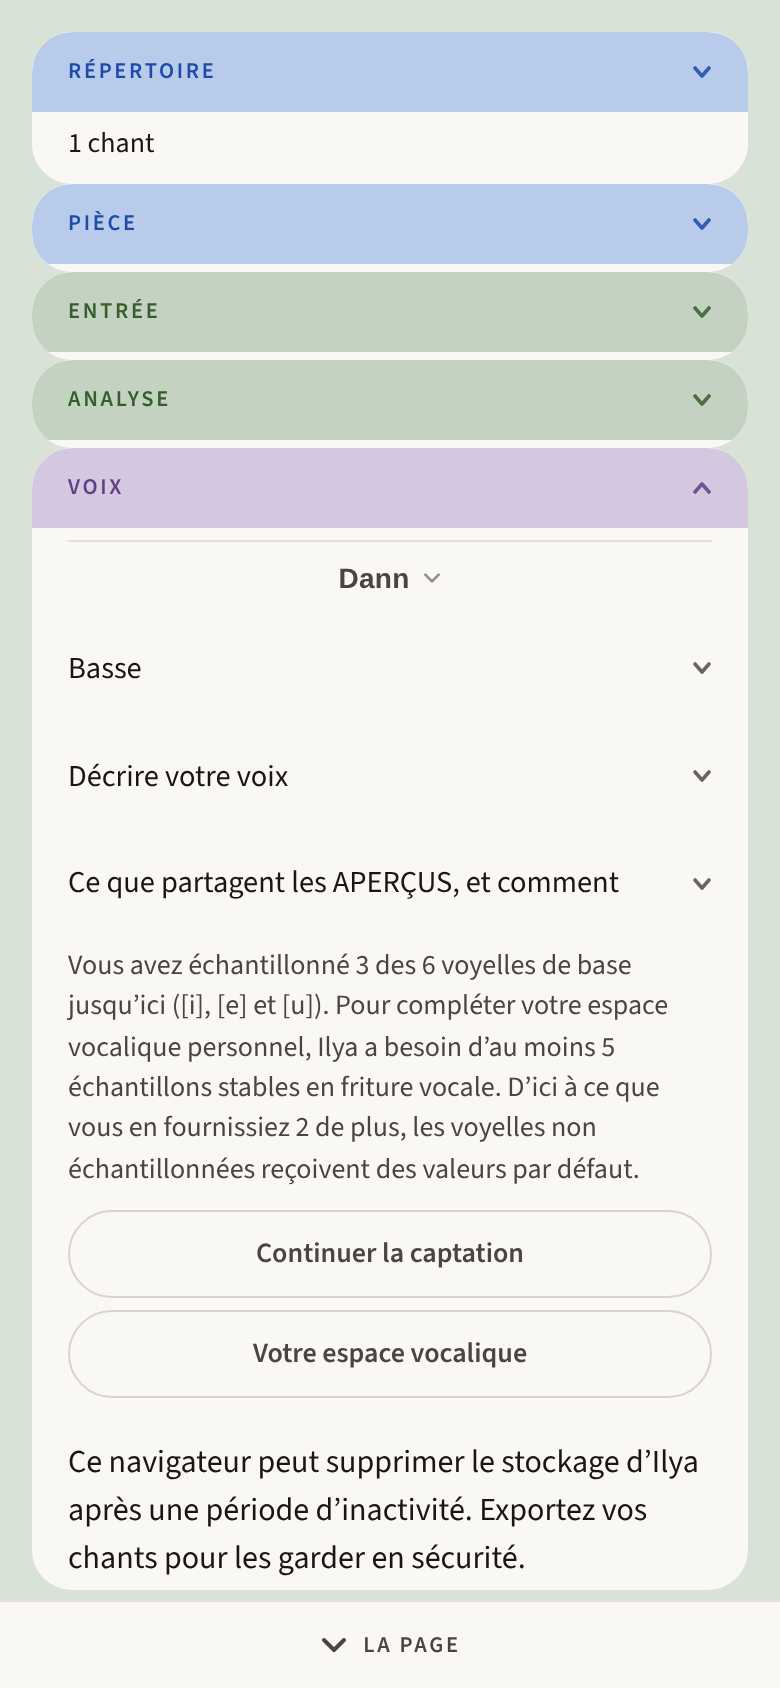 RÉPERTOIRE
1 chant
PIÈCE
ENTRÉE
ANALYSE
VOIX
Dann
Basse
Décrire votre voix
Ce que partagent les APERÇUS, et comment
Vous avez échantillonné 3 des 6 voyelles de base
jusqu’ici ([i], [e] et [u]). Pour compléter votre espace
vocalique personnel, Ilya a besoin d’au moins 5
échantillons stables en friture vocale. D’ici à ce que
vous en fournissiez 2 de plus, les voyelles non
échantillonnées reçoivent des valeurs par défaut.
Continuer la captation
Votre espace vocalique
Ce navigateur peut supprimer le stockage d’Ilya
après une période d’inactivité. Exportez vos
chants pour les garder en sécurité.
LA PAGE